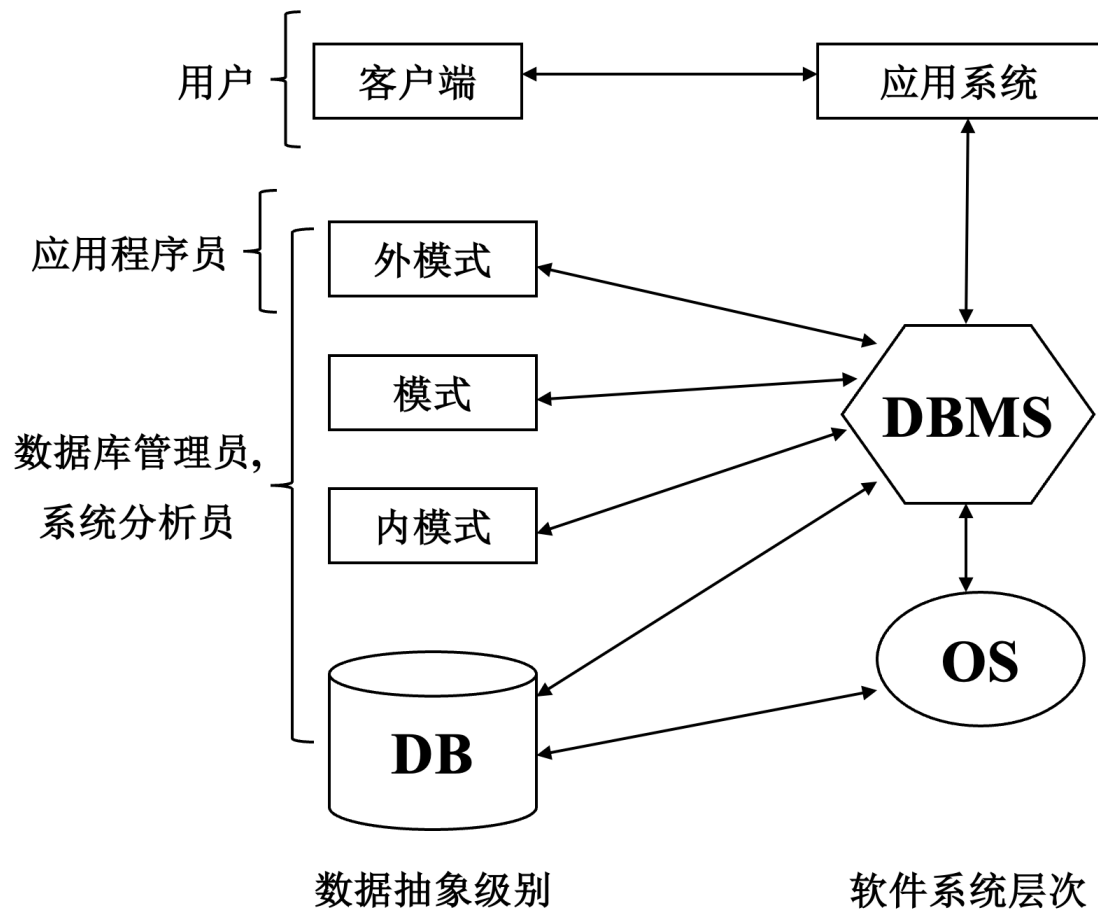 用户
客户端
应用系统
应用程序员
外模式
模式
DBMS
数据库管理员,
系统分析员
内模式
OS
DB
数据抽象级别
软件系统层次